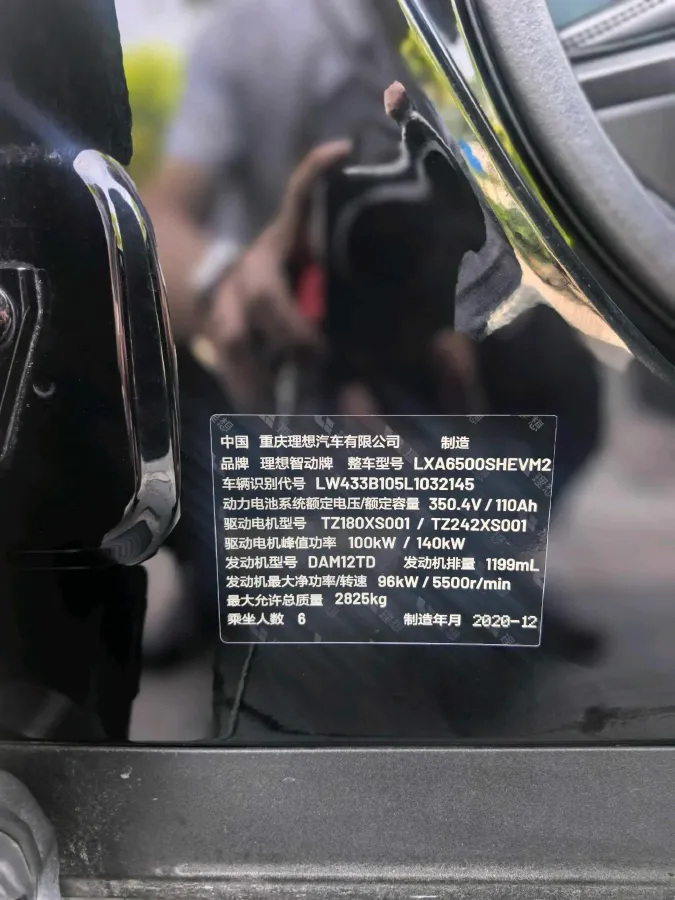 中国 重庆理想汽车有限公司 制造
品牌 理想智动牌 整车型号 LXA6500SHEVM2
车辆识别代号 LW433B105L1032145
动力电池系统额定电压/额定容量 350.4V / 110Ah
驱动电机型号 TZ180XS001 / TZ242XS001
驱动电机峰值功率 100kW / 140kW
发动机型号 DAM12TD 发动机排量 1199mL
发动机最大净功率/转速 96kW / 5500r/min
最大允许总质量 2825kg
乘坐人数 6 制造年月 2020-12